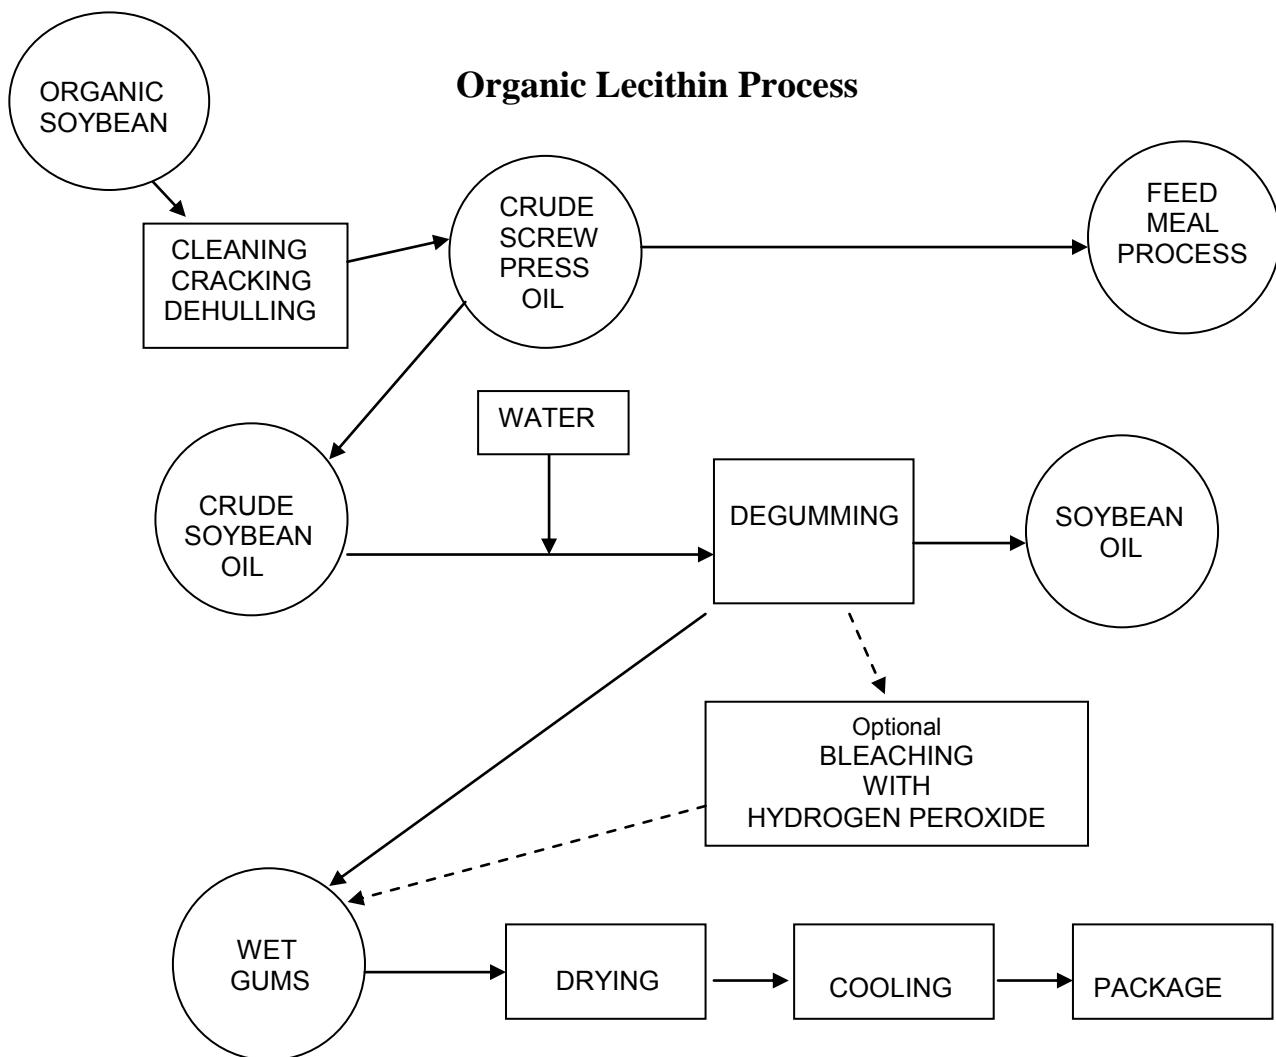 Organic Lecithin Process
ORGANIC
SOYBEAN
CLEANING
CRACKING
DEHULLING
CRUDE
SCREW
PRESS
OIL
FEED
MEAL
PROCESS
WATER
CRUDE
SOYBEAN
OIL
DEGUMMING
SOYBEAN
OIL
Optional
BLEACHING
WITH
HYDROGEN PEROXIDE
WET
GUMS
DRYING
COOLING
PACKAGE